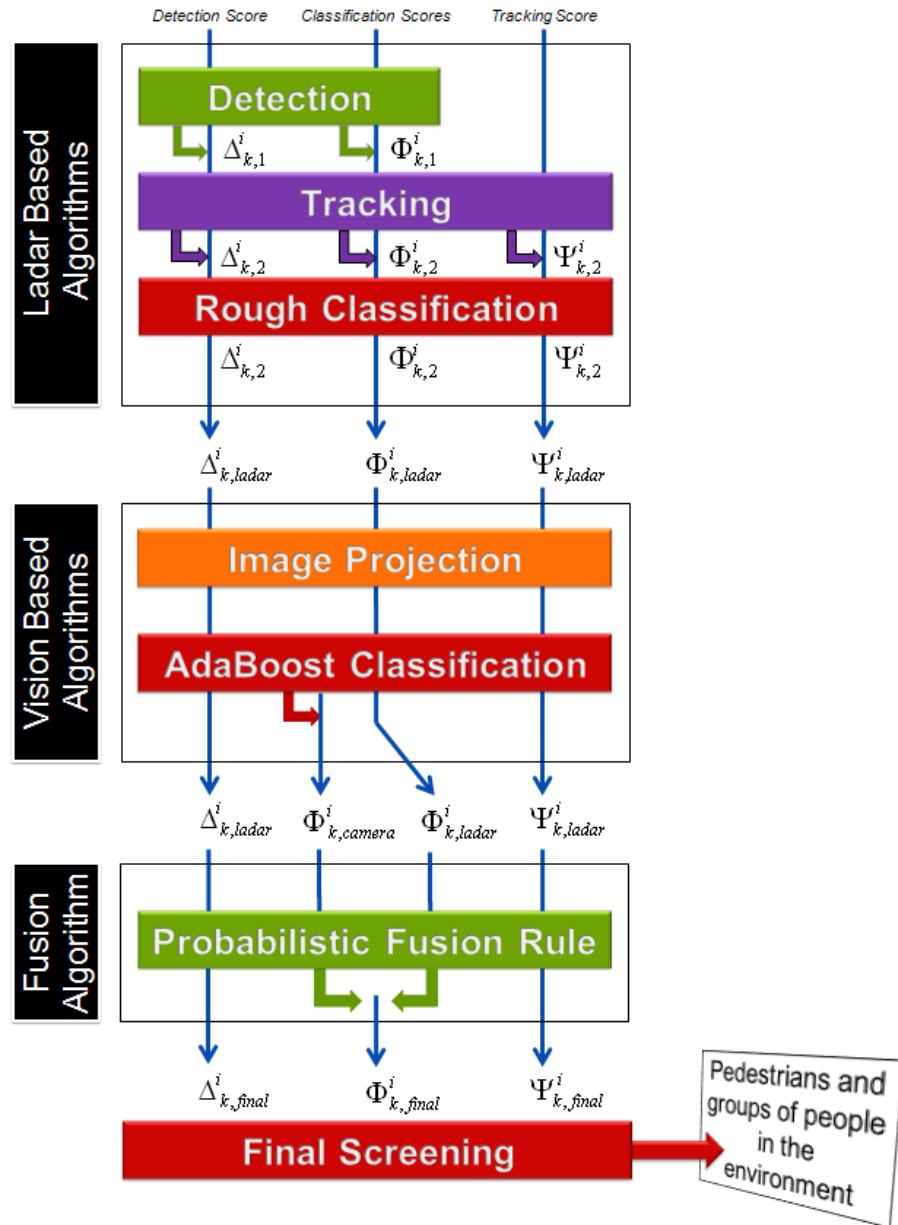 Detection Score Classification Scores Tracking Score
Ladar Based
Algorithms
Detection
Δ^i_{k,1} Φ^i_{k,1}
Tracking
Δ^i_{k,2} Φ^i_{k,2} Ψ^i_{k,2}
Rough Classification
Δ^i_{k,2} Φ^i_{k,2} Ψ^i_{k,2}
Δ^i_{k,ladar} Φ^i_{k,ladar} Ψ^i_{k,ladar}
Vision Based
Algorithms
Image Projection
AdaBoost Classification
Δ^i_{k,ladar} Φ^i_{k,camera} Φ^i_{k,ladar} Ψ^i_{k,ladar}
Fusion
Algorithm
Probabilistic Fusion Rule
Δ^i_{k,final} Φ^i_{k,final} Ψ^i_{k,final}
Final Screening
Pedestrians and
groups of people
in the
environment